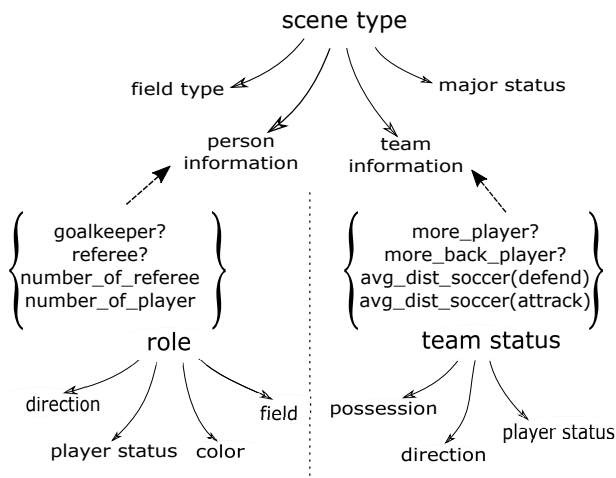 scene type
field type
major status
person
information
team
information
goalkeeper?
referee?
number_of_referee
number_of_player
more_player?
more_back_player?
avg_dist_soccer(defend)
avg_dist_soccer(attrack)
role
team status
direction
player status
color
field
possession
direction
player status